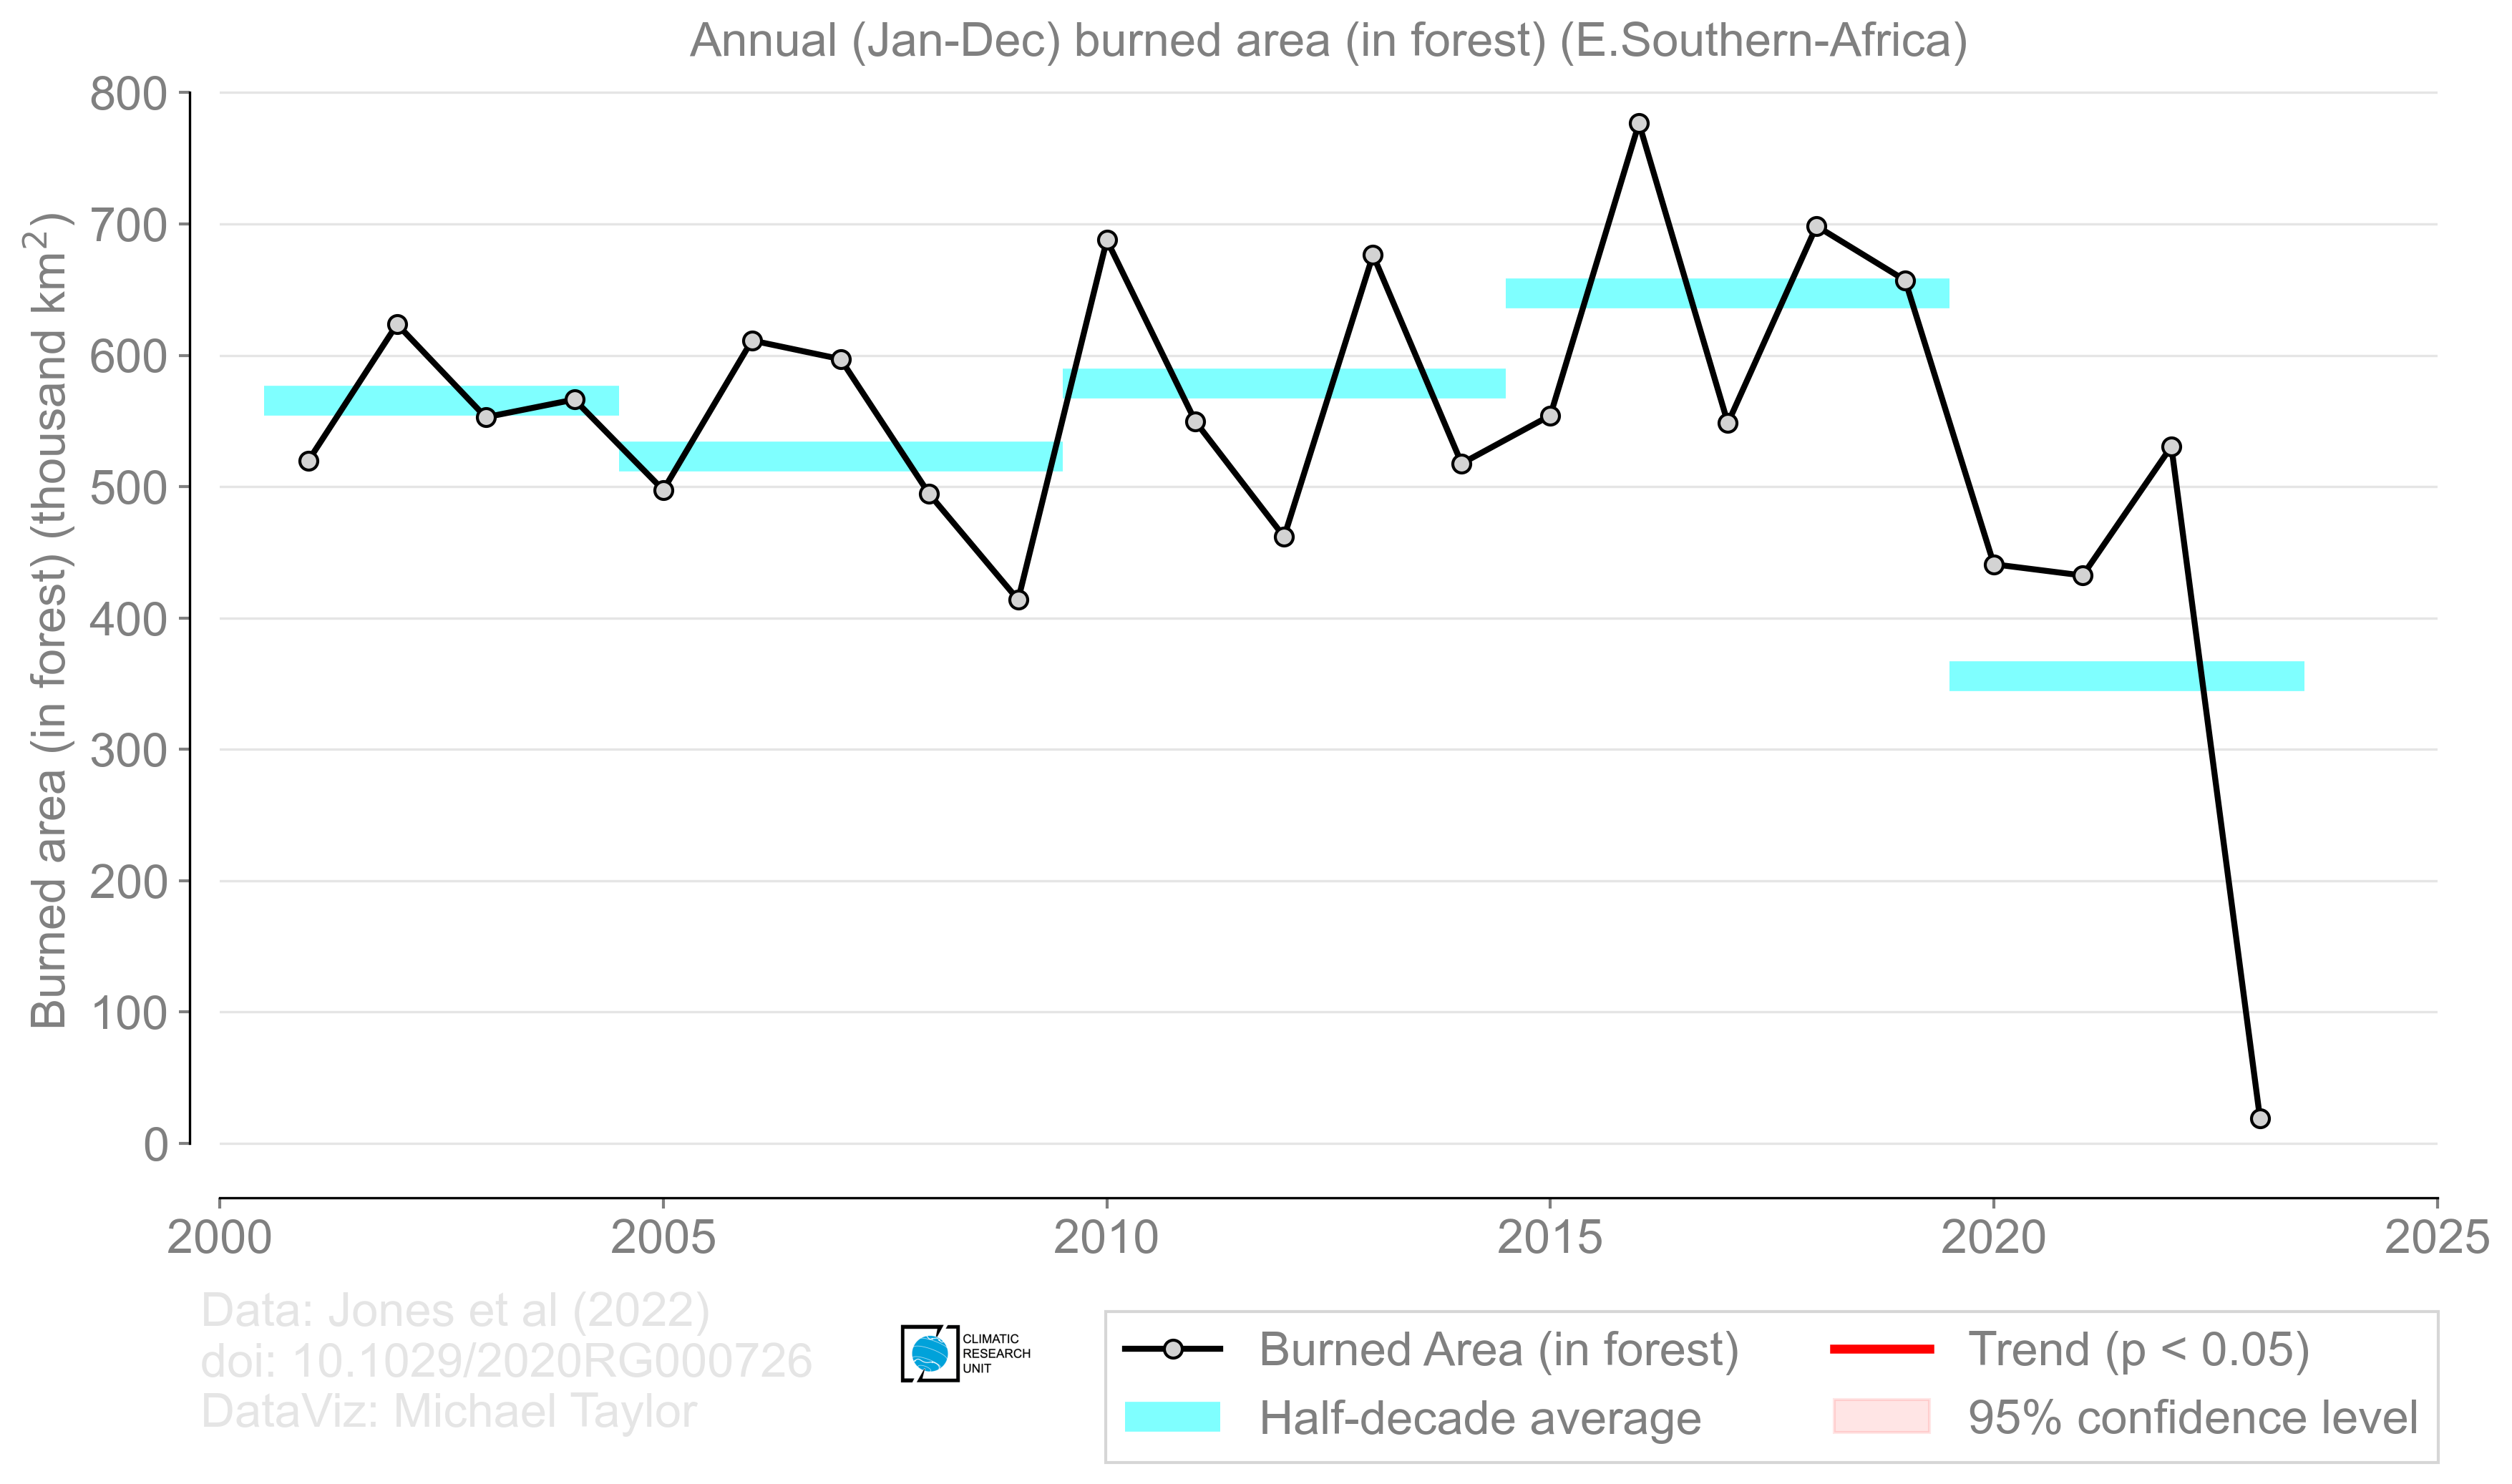 Annual (Jan-Dec) burned area (in forest) (E.Southern-Africa)
Burned area (in forest) (thousand km²)
800
700
600
500
400
300
200
100
0
2000
2005
2010
2015
2020
2025
Data: Jones et al (2022)
doi: 10.1029/2020RG000726
DataViz: Michael Taylor
CLIMATIC
RESEARCH
UNIT
Burned Area (in forest)
Half-decade average
Trend (p < 0.05)
95% confidence level